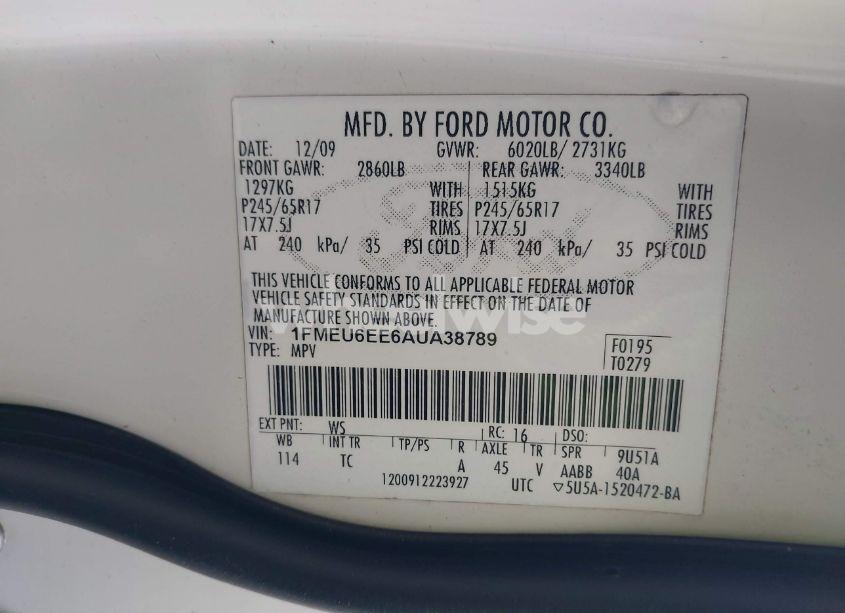 MFD. BY FORD MOTOR CO.
DATE: 12/09 GVWR: 6020LB/ 2731KG
FRONT GAWR: 2860LB REAR GAWR: 3340LB
1297KG WITH 1515KG WITH
P245/65R17 TIRES P245/65R17 TIRES
17X7.5J RIMS 17X7.5J RIMS
AT 240 kPa/ 35 PSI COLD AT 240 kPa/ 35 PSI COLD
THIS VEHICLE CONFORMS TO ALL APPLICABLE FEDERAL MOTOR
VEHICLE SAFETY STANDARDS IN EFFECT ON THE DATE OF
MANUFACTURE SHOWN ABOVE.
VIN: 1FMEU6EE6AUA38789 F0195
TYPE: MPV T0279
EXT PNT: WS RC: 16 DSO:
WB INT TR TP/PS R AXLE TR SPR 9U51A
114 TC A 45 V AABB 40A
1200912223927 UTC ▽5U5A-1520472-BA